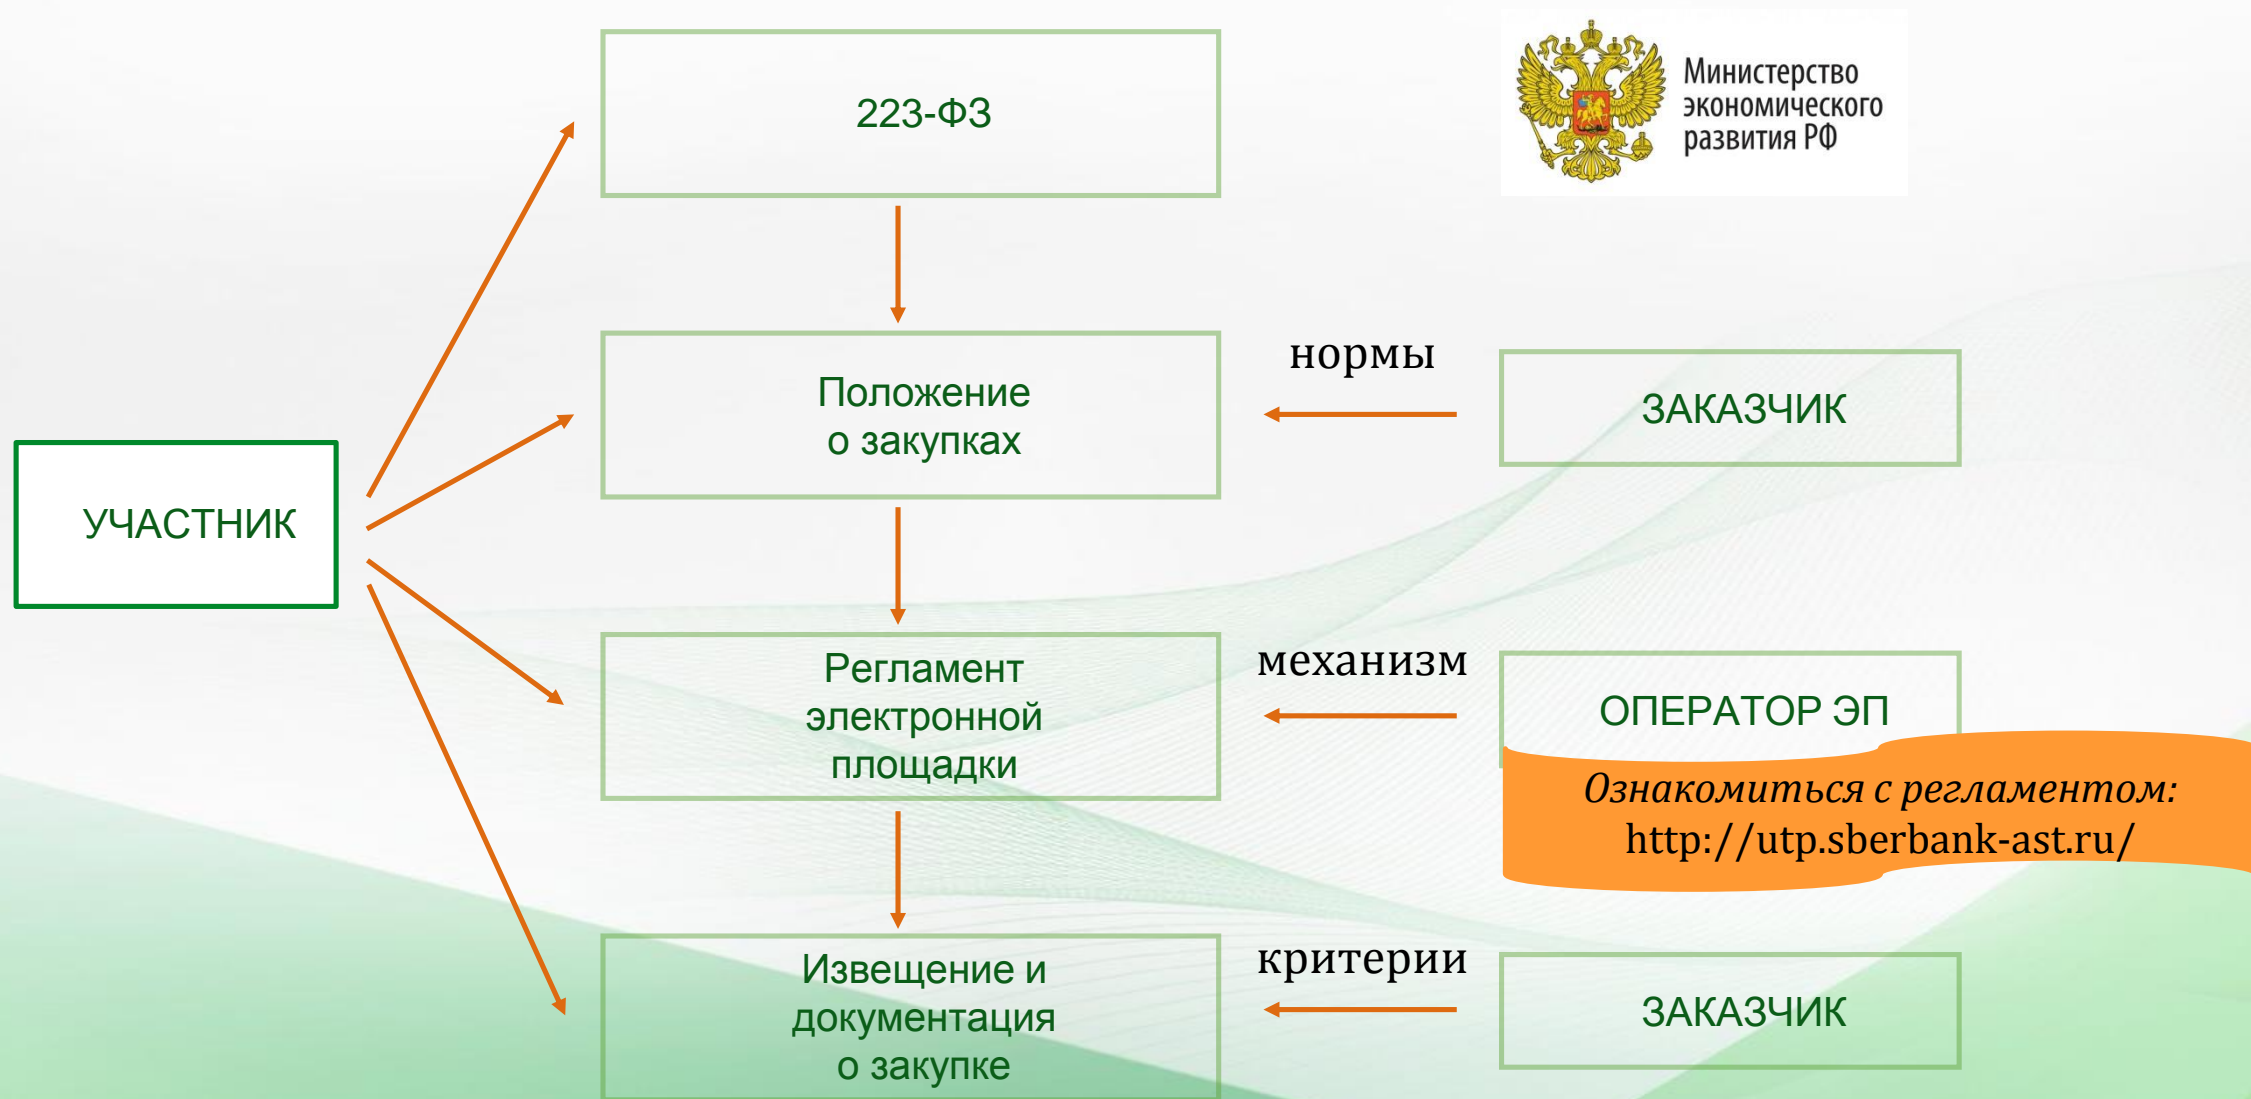 223-ФЗ
Министерство
экономического
развития РФ
Положение
о закупках
нормы
ЗАКАЗЧИК
УЧАСТНИК
Регламент
электронной
площадки
механизм
ОПЕРАТОР ЭП
Ознакомиться с регламентом:
http://utp.sberbank-ast.ru/
Извещение и
документация
о закупке
критерии
ЗАКАЗЧИК